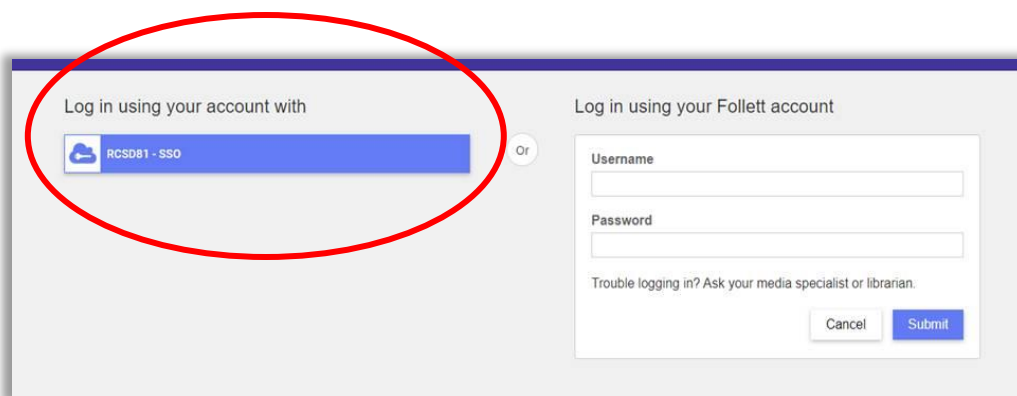 Log in using your account with
RCSD81 - SSO
Or
Log in using your Follett account
Username
Password
Trouble logging in? Ask your media specialist or librarian.
Cancel
Submit